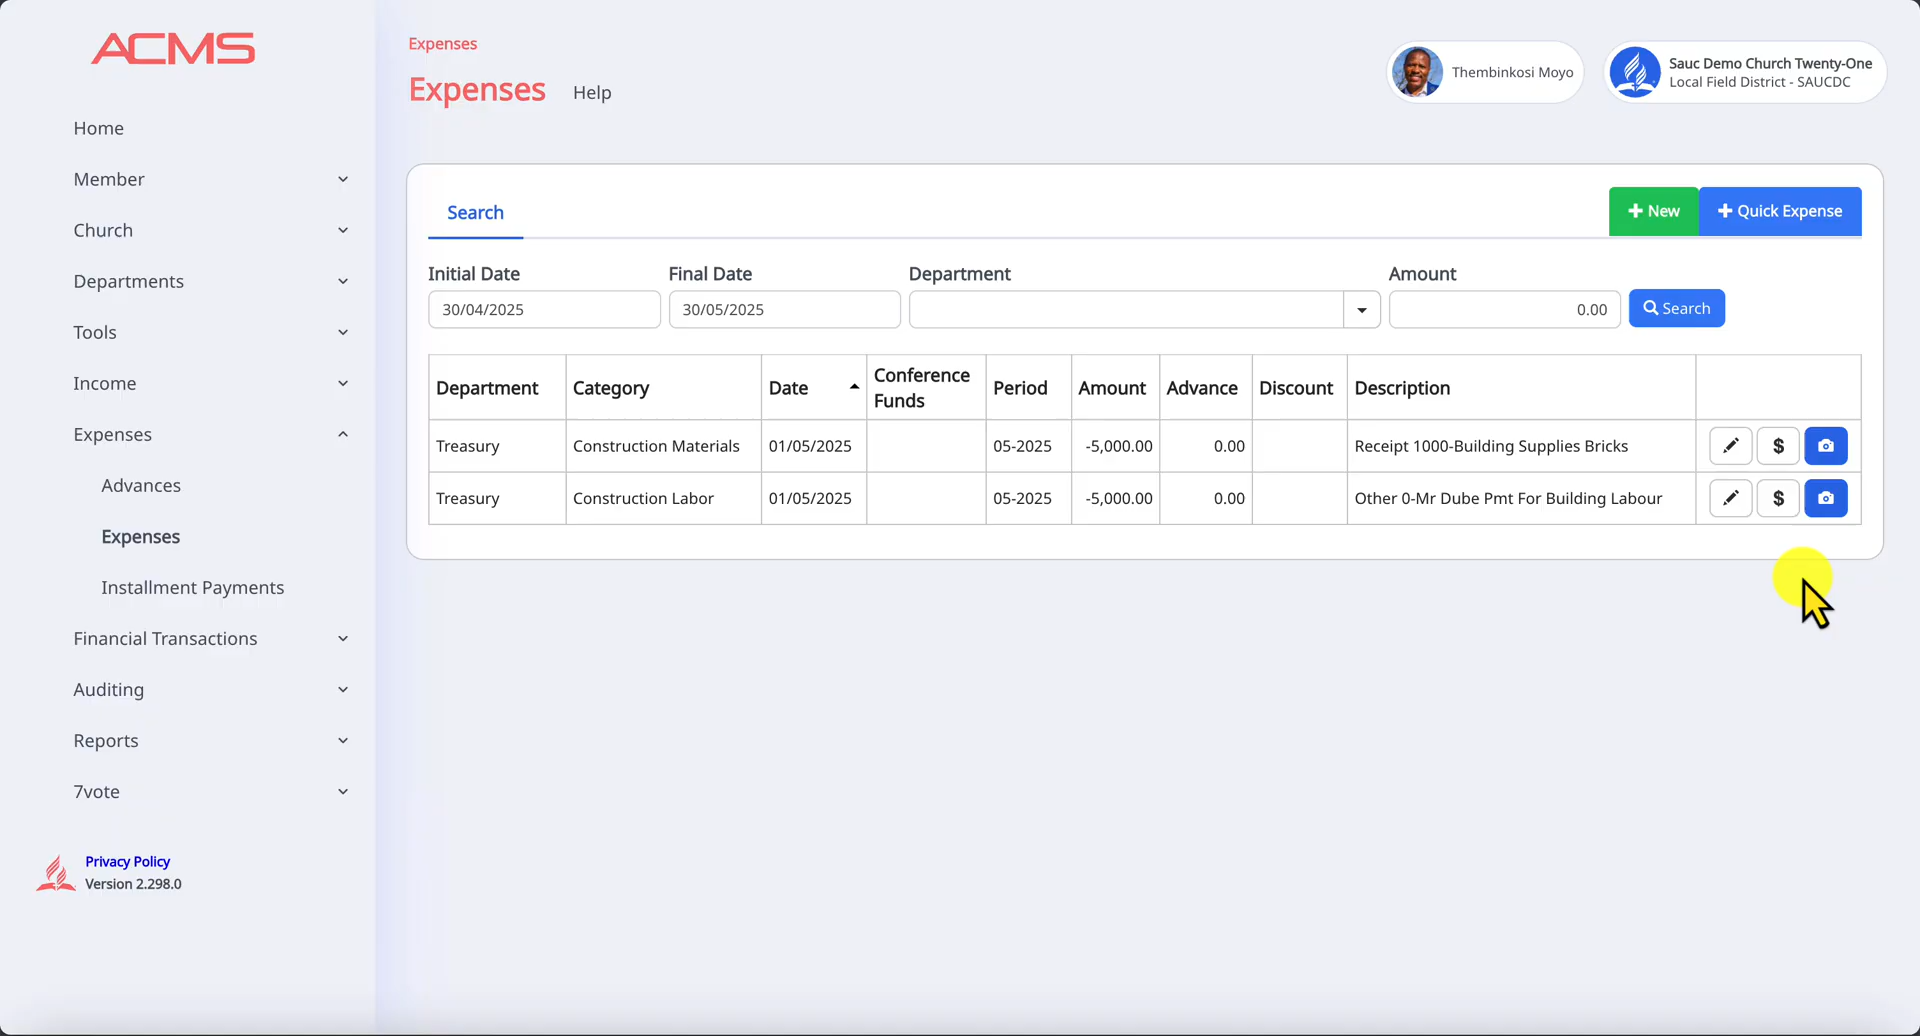 ACMS
Home
Member
Church
Departments
Tools
Income
Expenses
Advances
Expenses
Installment Payments
Financial Transactions
Auditing
Reports
7vote
Privacy Policy
Version 2.298.0
Expenses
Expenses Help
Thembinkosi Moyo
Sauc Demo Church Twenty-One
Local Field District - SAUCDC
Search
New
Quick Expense
Initial Date Final Date Department Amount
30/04/2025 30/05/2025 0.00 Search
Department Category Date Conference Funds Period Amount Advance Discount Description
Treasury Construction Materials 01/05/2025 05-2025 -5,000.00 0.00 Receipt 1000-Building Supplies Bricks $
Treasury Construction Labor 01/05/2025 05-2025 -5,000.00 0.00 Other 0-Mr Dube Pmt For Building Labour $